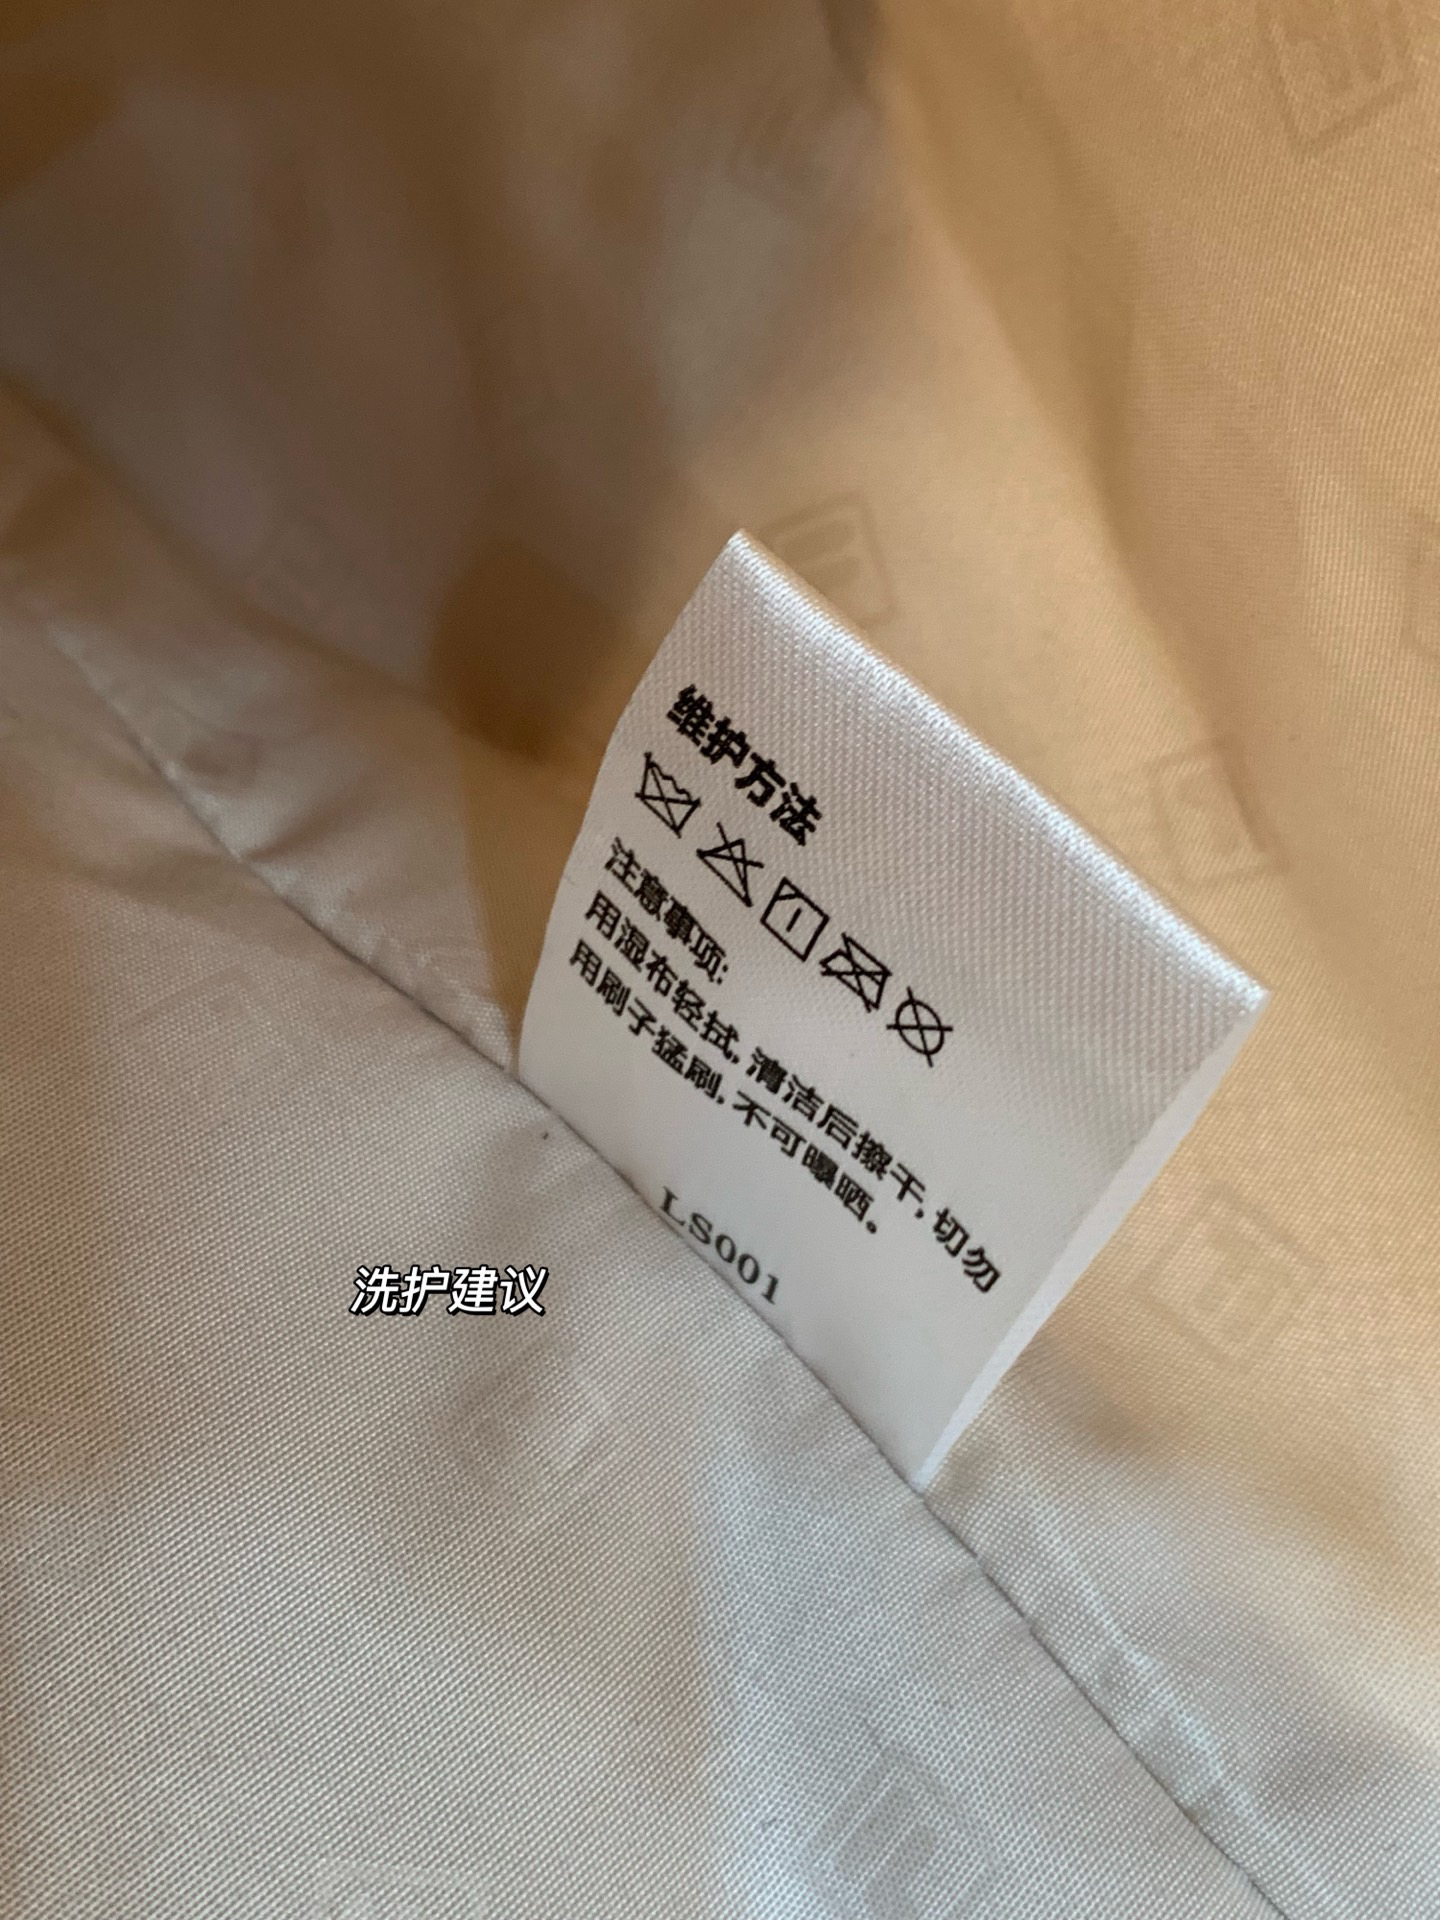 维护方法
注意事项:
用湿布轻拭,清洁后擦干,切勿
用刷子猛刷,不可曝晒。
LS001
洗护建议